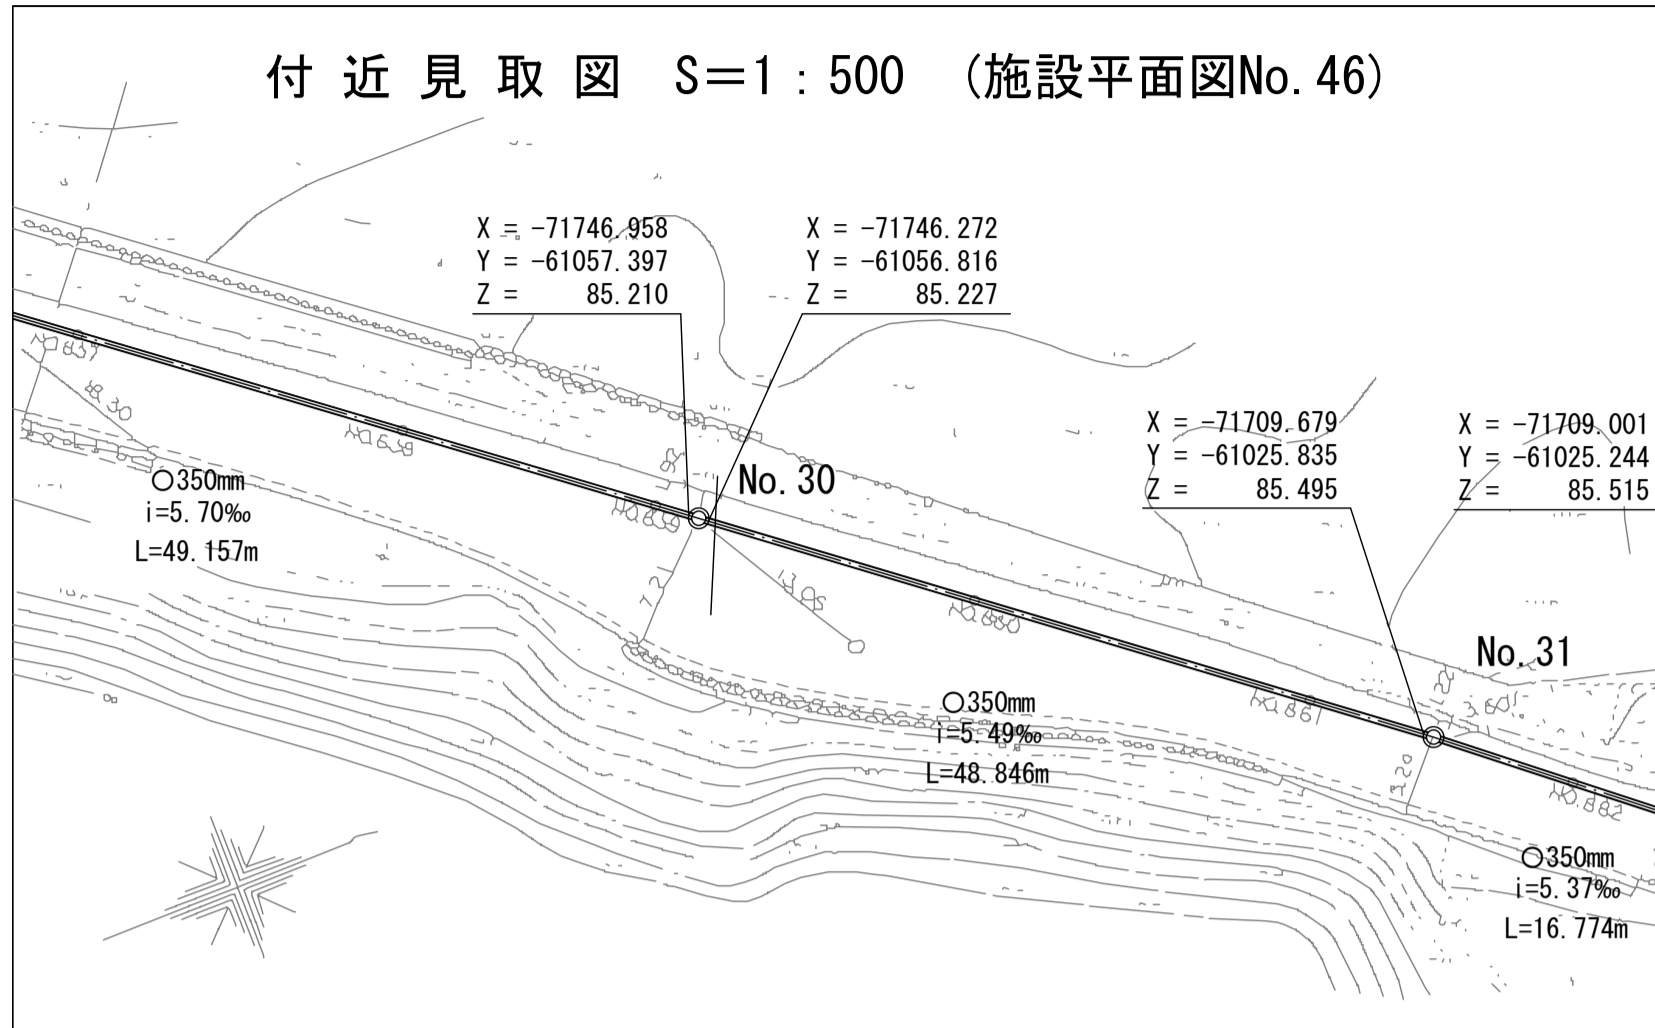 付近見取図 S=1:500 (施設平面図No.46)
X = -71746.958
Y = -61057.397
Z = 85.210
X = -71746.272
Y = -61056.816
Z = 85.227
X = -71709.679
Y = -61025.835
Z = 85.495
X = -71709.001
Y = -61025.244
Z = 85.515
No.30
○350mm
i=5.70‰
L=49.157m
No.31
○350mm
i=5.49‰
L=48.846m
○350mm
i=5.37‰
L=16.774m